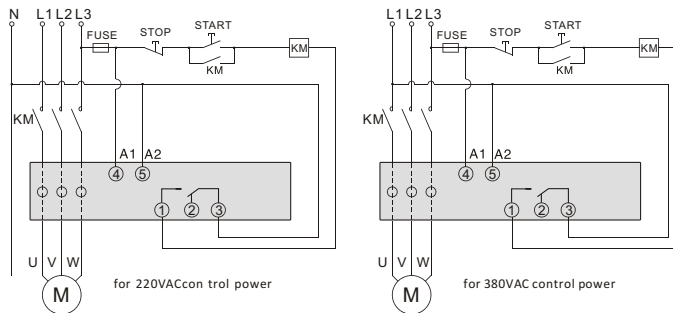 N L1 L2 L3
FUSE STOP START
KM
KM
KM
A1 A2
4 5
1 2 3
U V W
M
for 220VACcon trol power
L1 L2 L3
FUSE STOP START
KM
KM
KM
A1 A2
4 5
1 2 3
U V W
M
for 380VAC control power